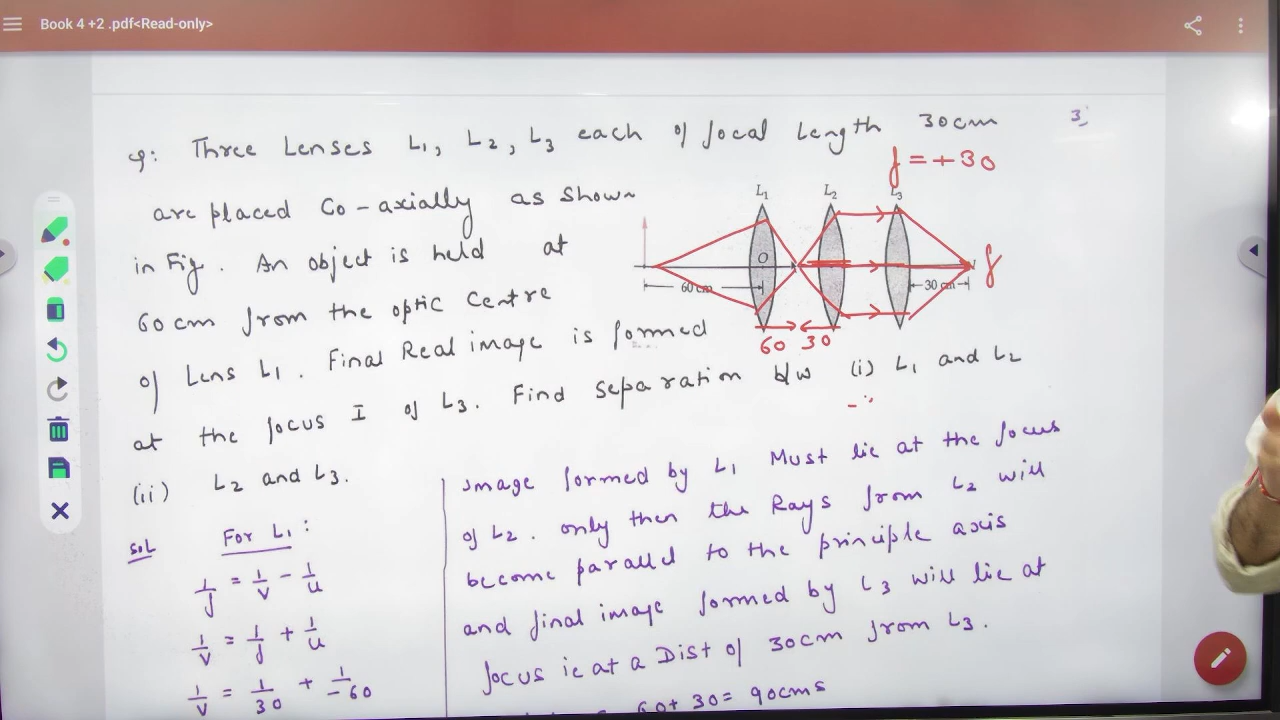 Book 4 +2 .pdf<Read-only>
Q: Three Lenses L1, L2, L3 each of focal Length 30cm
3
f = +30
are placed Co-axially as Shown
in Fig. An object is held at
60cm from the optic Centre
of Lens L1. Final Real image is formed
at the focus I of L3. Find Separation b/w (i) L1 and L2
(ii) L2 and L3.
L1 L2 L3
O
f
60 cm
30 cm
60 30
Sol For L1:
1/f = 1/v - 1/u
1/v = 1/f + 1/u
1/v = 1/30 + 1/-60
Image formed by L1 Must lie at the focus
of L2. only then the Rays from L2 will
become parallel to the principle axis
and final image formed by L3 will lie at
focus ie at a Dist of 30cm from L3.
60+ 30= 90cms